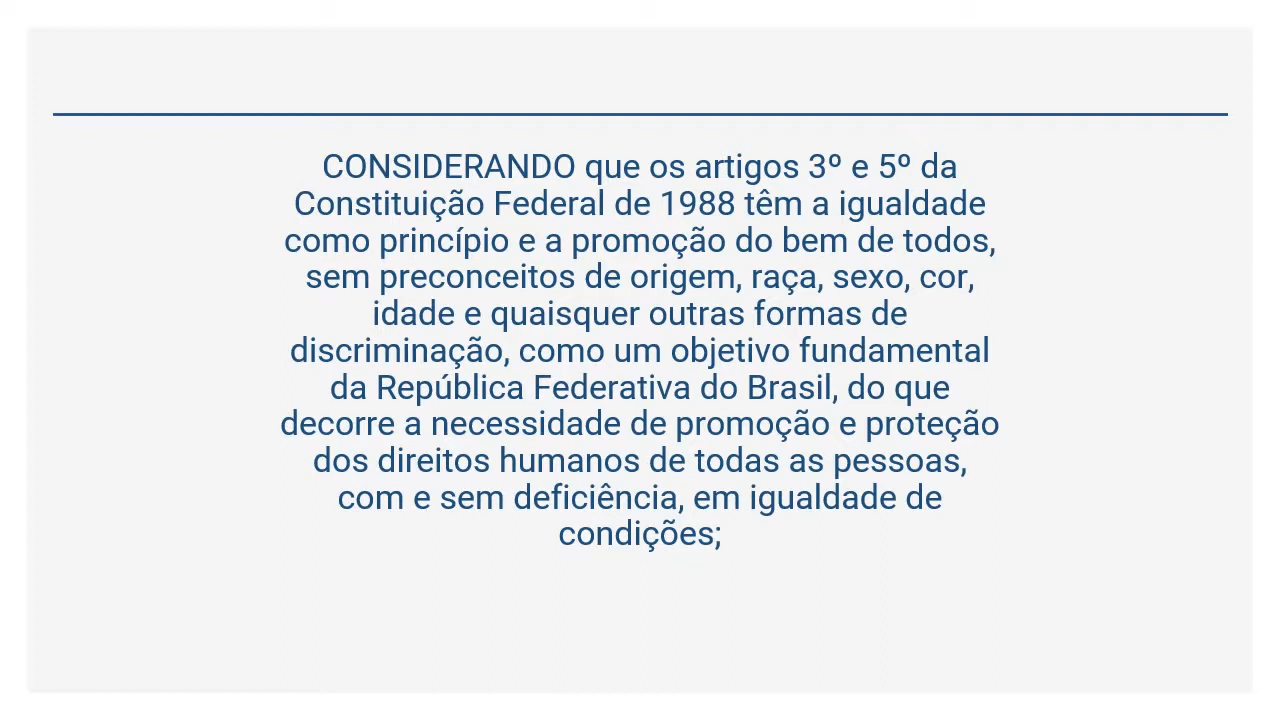 CONSIDERANDO que os artigos 3º e 5º da
Constituição Federal de 1988 têm a igualdade
como princípio e a promoção do bem de todos,
sem preconceitos de origem, raça, sexo, cor,
idade e quaisquer outras formas de
discriminação, como um objetivo fundamental
da República Federativa do Brasil, do que
decorre a necessidade de promoção e proteção
dos direitos humanos de todas as pessoas,
com e sem deficiência, em igualdade de
condições;